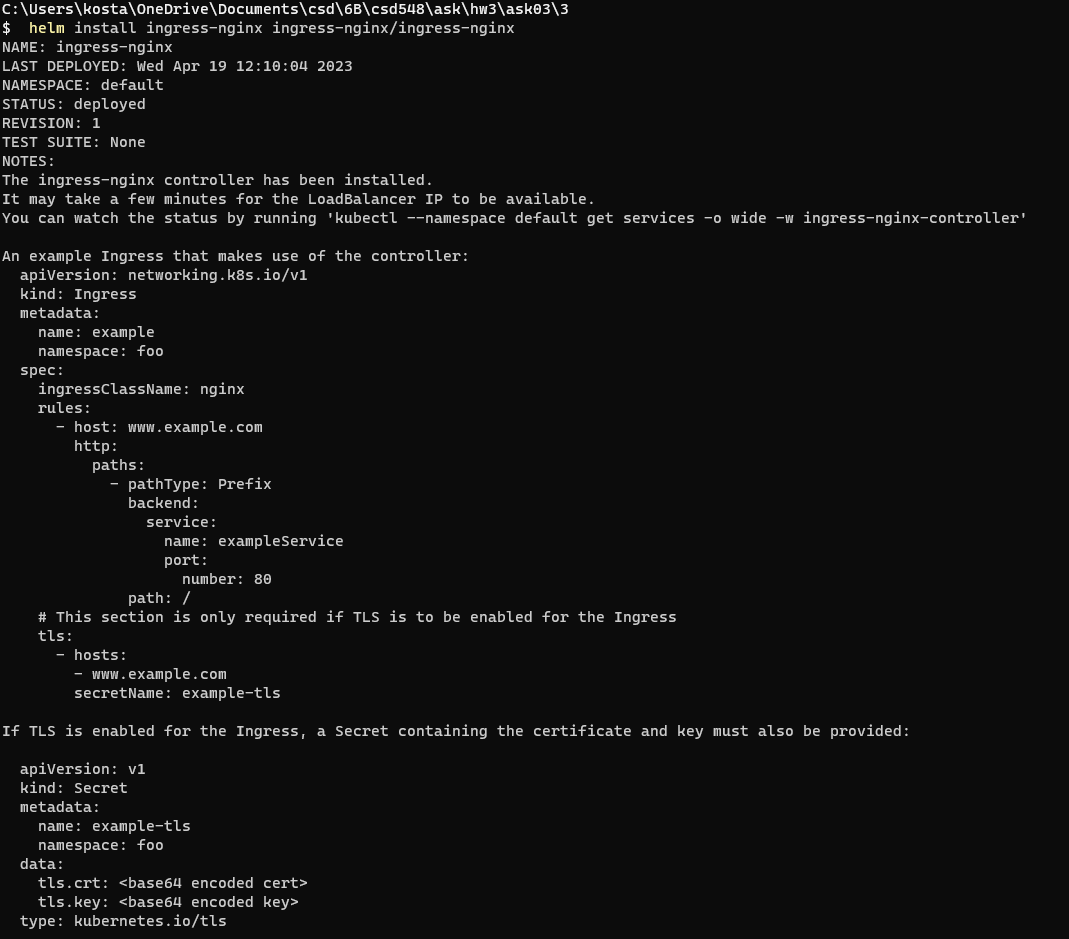 C:\Users\kosta\OneDrive\Documents\csd\6B\csd548\ask\hw3\ask03\3
$  helm install ingress-nginx ingress-nginx/ingress-nginx
NAME: ingress-nginx
LAST DEPLOYED: Wed Apr 19 12:10:04 2023
NAMESPACE: default
STATUS: deployed
REVISION: 1
TEST SUITE: None
NOTES:
The ingress-nginx controller has been installed.
It may take a few minutes for the LoadBalancer IP to be available.
You can watch the status by running 'kubectl --namespace default get services -o wide -w ingress-nginx-controller'

An example Ingress that makes use of the controller:
  apiVersion: networking.k8s.io/v1
  kind: Ingress
  metadata:
    name: example
    namespace: foo
  spec:
    ingressClassName: nginx
    rules:
      - host: www.example.com
        http:
          paths:
            - pathType: Prefix
              backend:
                service:
                  name: exampleService
                  port:
                    number: 80
              path: /
    # This section is only required if TLS is to be enabled for the Ingress
    tls:
      - hosts:
        - www.example.com
        secretName: example-tls

If TLS is enabled for the Ingress, a Secret containing the certificate and key must also be provided:

  apiVersion: v1
  kind: Secret
  metadata:
    name: example-tls
    namespace: foo
  data:
    tls.crt: <base64 encoded cert>
    tls.key: <base64 encoded key>
  type: kubernetes.io/tls